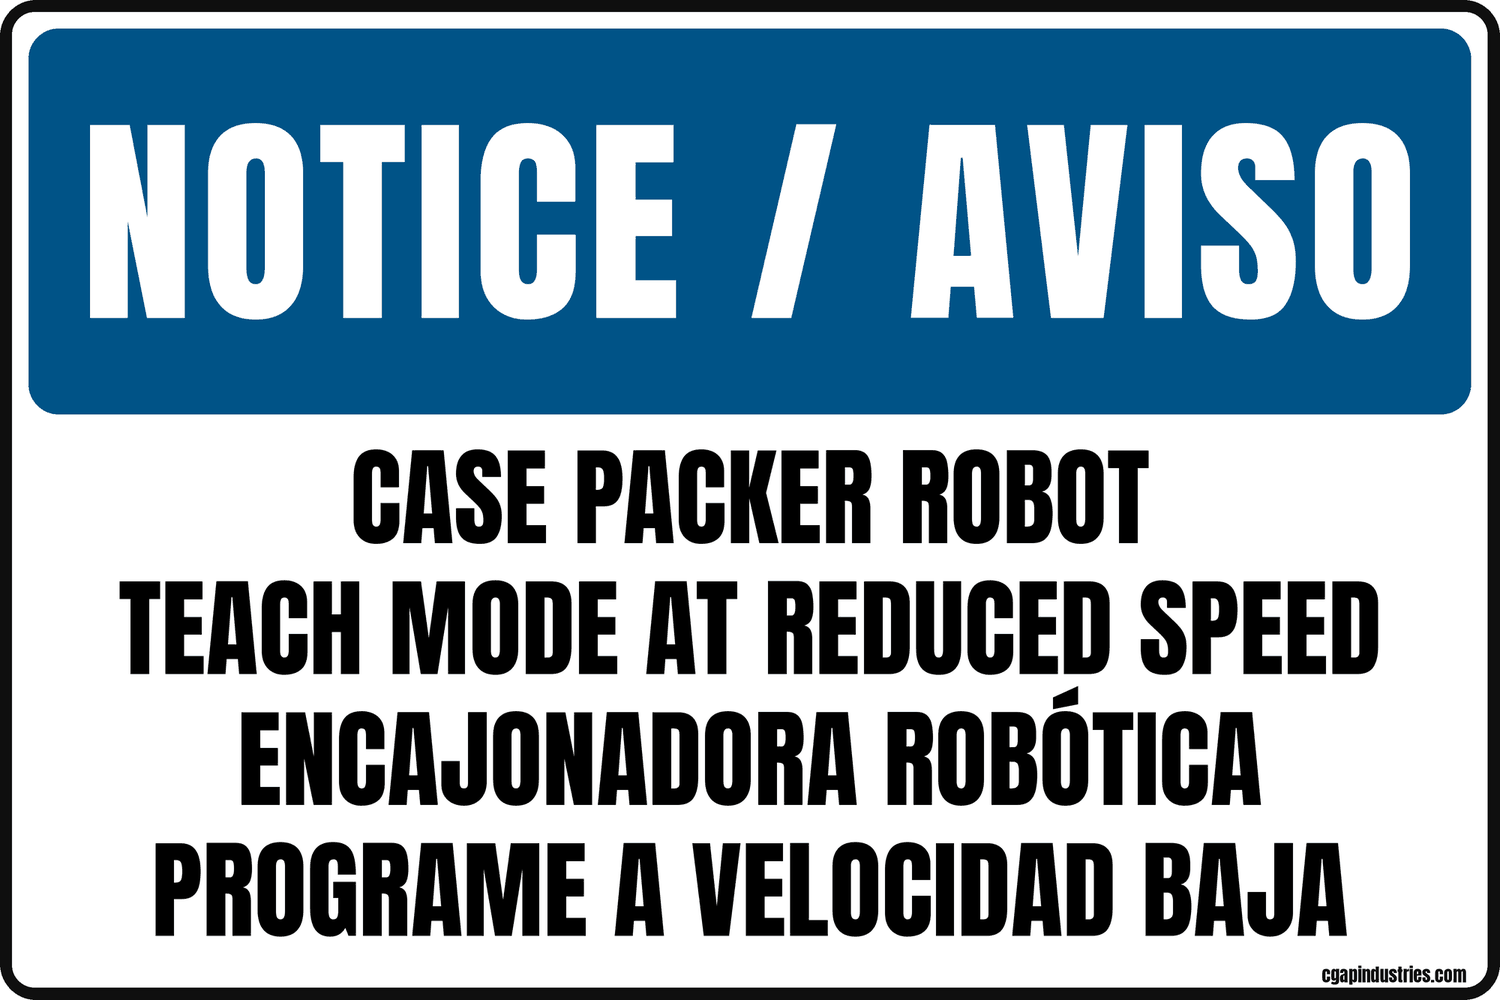 NOTICE / AVISO
CASE PACKER ROBOT
TEACH MODE AT REDUCED SPEED
ENCAJONADORA ROBÓTICA
PROGRAME A VELOCIDAD BAJA
cgapindustries.com